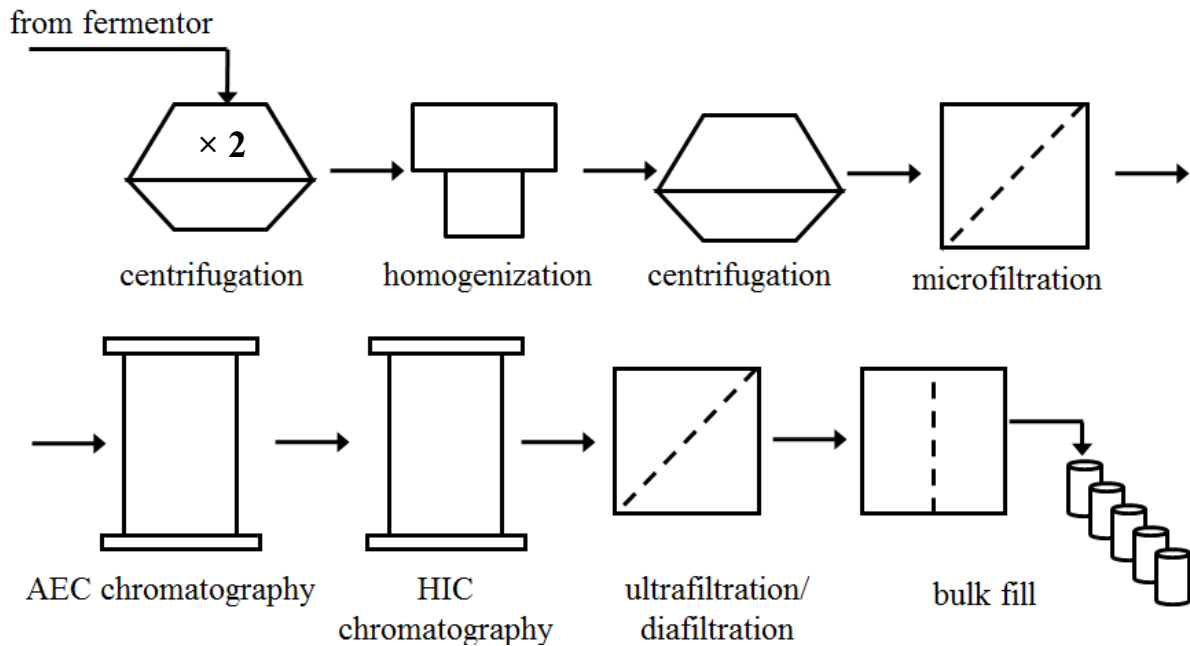 from fermentor
× 2
centrifugation
homogenization
centrifugation
microfiltration
AEC chromatography
HIC
chromatography
ultrafiltration/
diafiltration
bulk fill